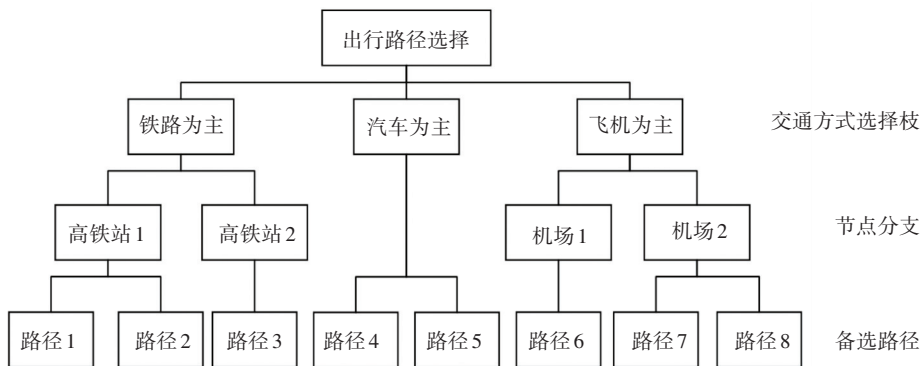 出行路径选择
铁路为主 汽车为主 飞机为主 交通方式选择枝
高铁站1 高铁站2 机场1 机场2 节点分支
路径1 路径2 路径3 路径4 路径5 路径6 路径7 路径8 备选路径